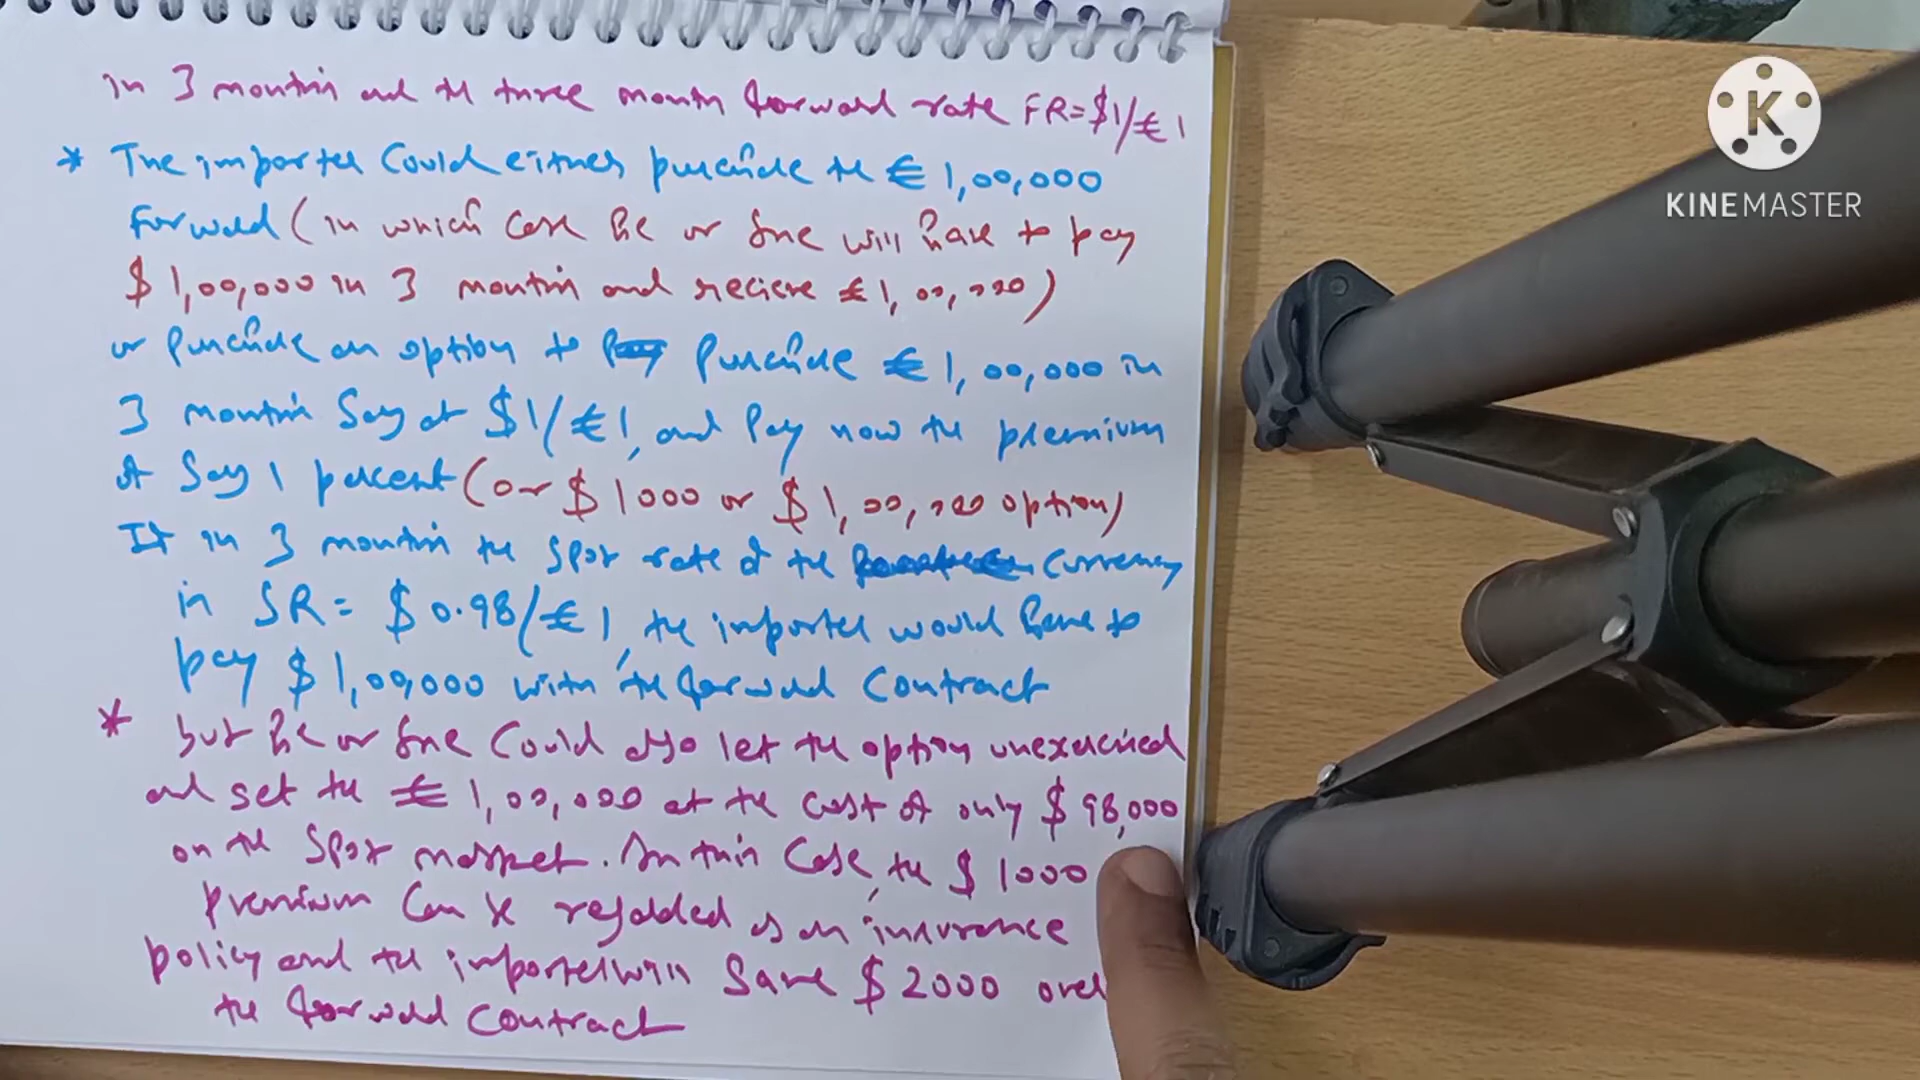 in 3 months and the three month forward rate FR=$1/€1
* The importer could either purchase the € 1,00,000
forward (in which case he or she will have to pay
$ 1,00,000 in 3 months and recieve € 1,00,000)
or purchase an option to purchase € 1,00,000 in
3 months say at $1/€1, and pay now the premium
of say 1 percent (or $ 1000 or $ 1,00,000 option)
If in 3 months the spot rate of the currency
is SR = $ 0.98/€1, the importer would have to
pay $ 1,00,000 with the forward contract
* but he or she could also let the option unexercised
and get the € 1,00,000 at the cost of only $ 98,000
on the spot market. In this case, the $ 1000
premium can be regarded as an insurance
policy and the importer will save $ 2000 over
the forward contract
K
KINEMASTER